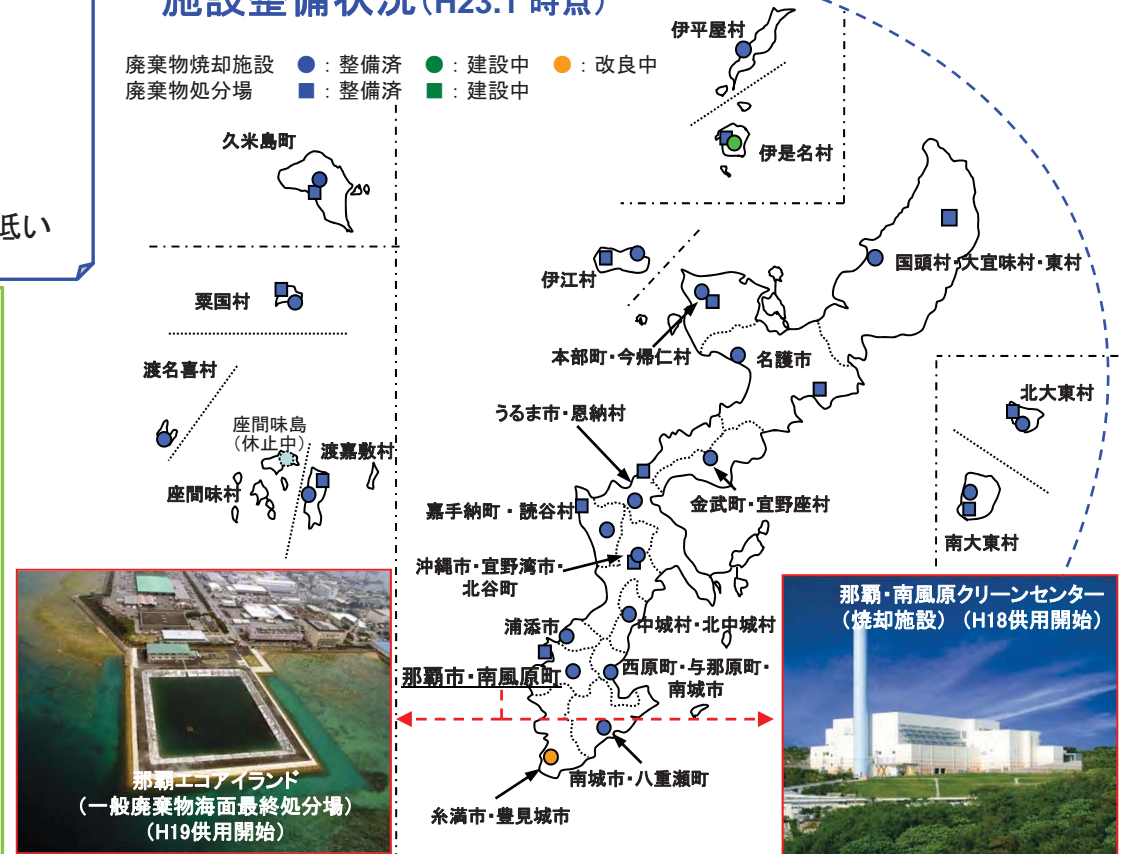 施設整備状況(H23.1 時点)
廃棄物焼却施設 ●:整備済 ●:建設中 ●:改良中
廃棄物処分場 ■:整備済 ■:建設中
低い
伊平屋村
伊是名村
久米島町
伊江村
国頭村・大宜味村・東村
粟国村
本部町・今帰仁村
名護市
渡名喜村
北大東村
うるま市・恩納村
座間味島
(休止中)
渡嘉敷村
座間味村
金武町・宜野座村
嘉手納町・読谷村
南大東村
沖縄市・宜野湾市・
北谷町
浦添市
中城村・北中城村
那覇市・南風原町
西原町・与那原町・
南城市
南城市・八重瀬町
糸満市・豊見城市
那覇エコアイランド
(一般廃棄物海面最終処分場)
(H19供用開始)
那覇・南風原クリーンセンター
(焼却施設) (H18供用開始)